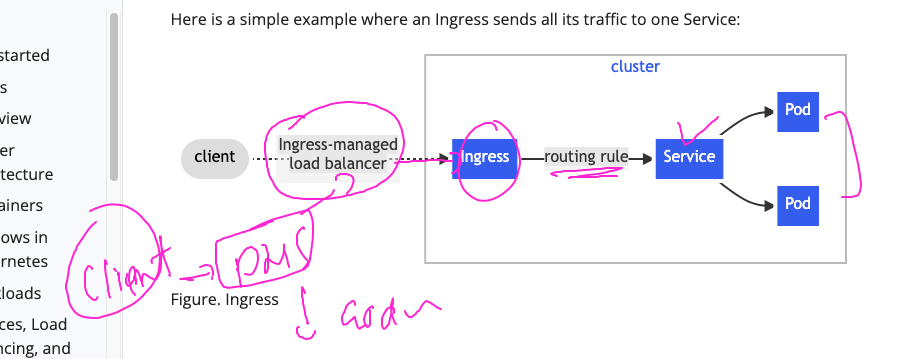 Here is a simple example where an Ingress sends all its traffic to one Service:
started
s
view
er
tecture
ainers
ows in
rnetes
loads
ces, Load
ncing, and
cluster
client
Ingress-managed
load balancer
Ingress
routing rule
Service
Pod
Pod
Client
DNS
Figure. Ingress